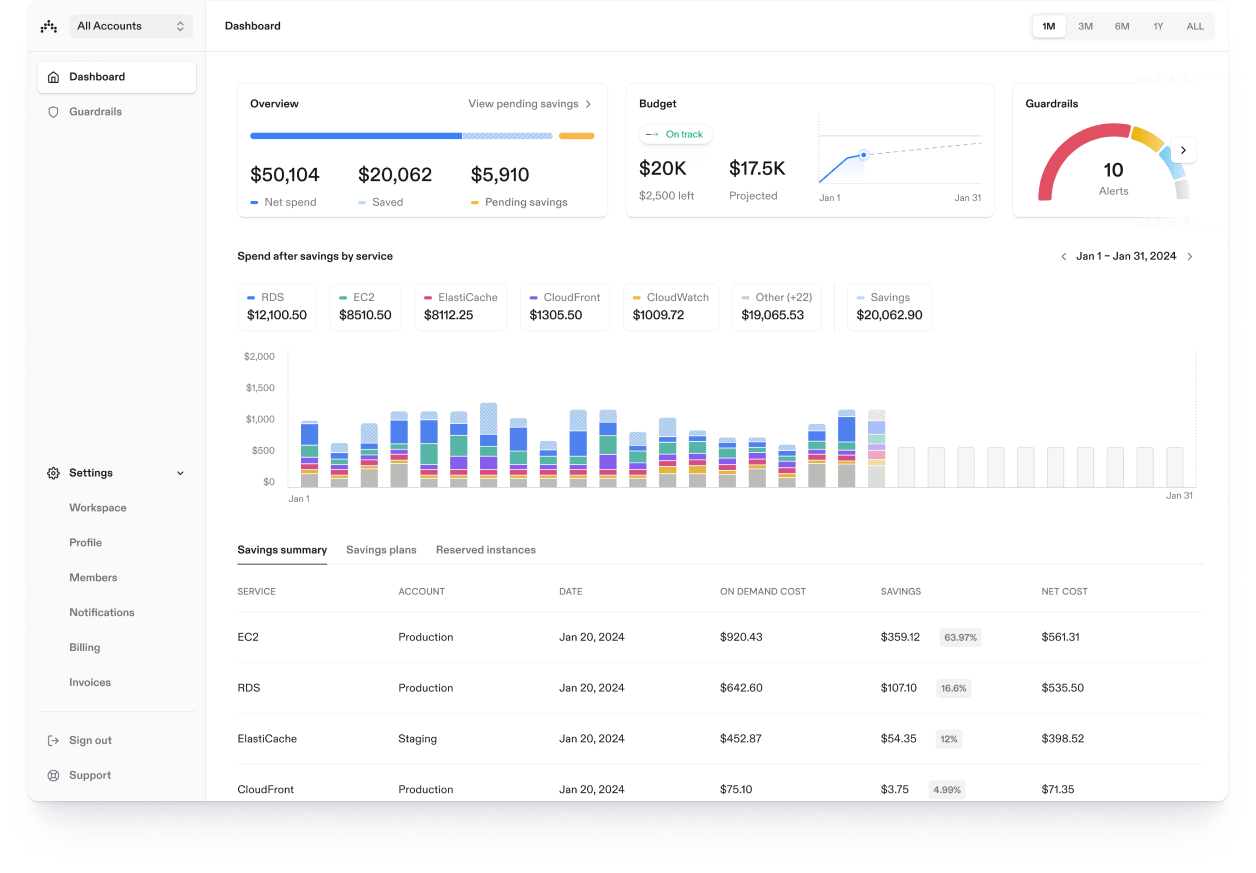 All Accounts
Dashboard
1M 3M 6M 1Y ALL
Dashboard
Guardrails
Settings
Workspace
Profile
Members
Notifications
Billing
Invoices
Sign out
Support
Overview
View pending savings
$50,104 $20,062 $5,910
Net spend Saved Pending savings
Budget
On track
$20K $17.5K
$2,500 left Projected
Jan 1 Jan 31
Guardrails
10
Alerts
Spend after savings by service
Jan 1 – Jan 31, 2024
RDS EC2 ElastiCache CloudFront CloudWatch Other (+22) Savings
$12,100.50 $8510.50 $8112.25 $1305.50 $1009.72 $19,065.53 $20,062.90
$2,000
$1,500
$1,000
$500
$0
Jan 1 Jan 31
Savings summary Savings plans Reserved instances
SERVICE ACCOUNT DATE ON DEMAND COST SAVINGS NET COST
EC2 Production Jan 20, 2024 $920.43 $359.12 63.97% $561.31
RDS Production Jan 20, 2024 $642.60 $107.10 16.6% $535.50
ElastiCache Staging Jan 20, 2024 $452.87 $54.35 12% $398.52
CloudFront Production Jan 20, 2024 $75.10 $3.75 4.99% $71.35